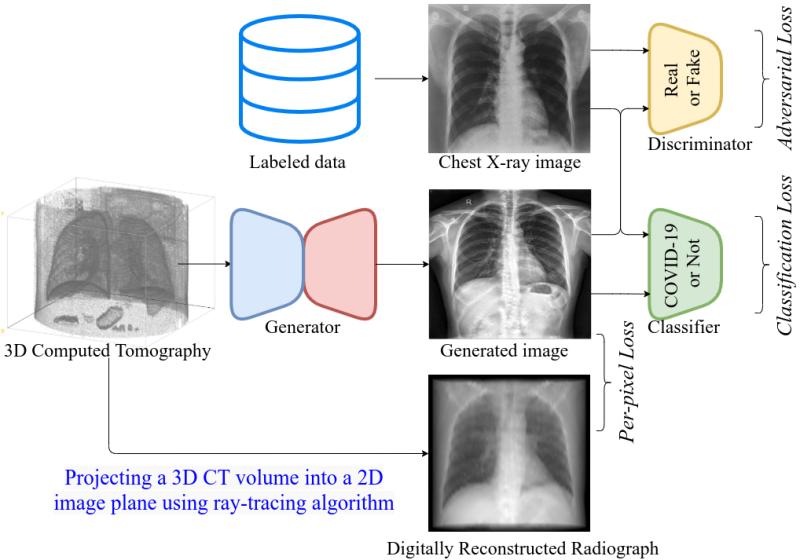 Labeled data
Chest X-ray image
Real
or Fake
Discriminator
Adversarial Loss
3D Computed Tomography
Generator
R
Generated image
COVID-19
or Not
Classifier
Classification Loss
Per-pixel Loss
Projecting a 3D CT volume into a 2D
image plane using ray-tracing algorithm
Digitally Reconstructed Radiograph